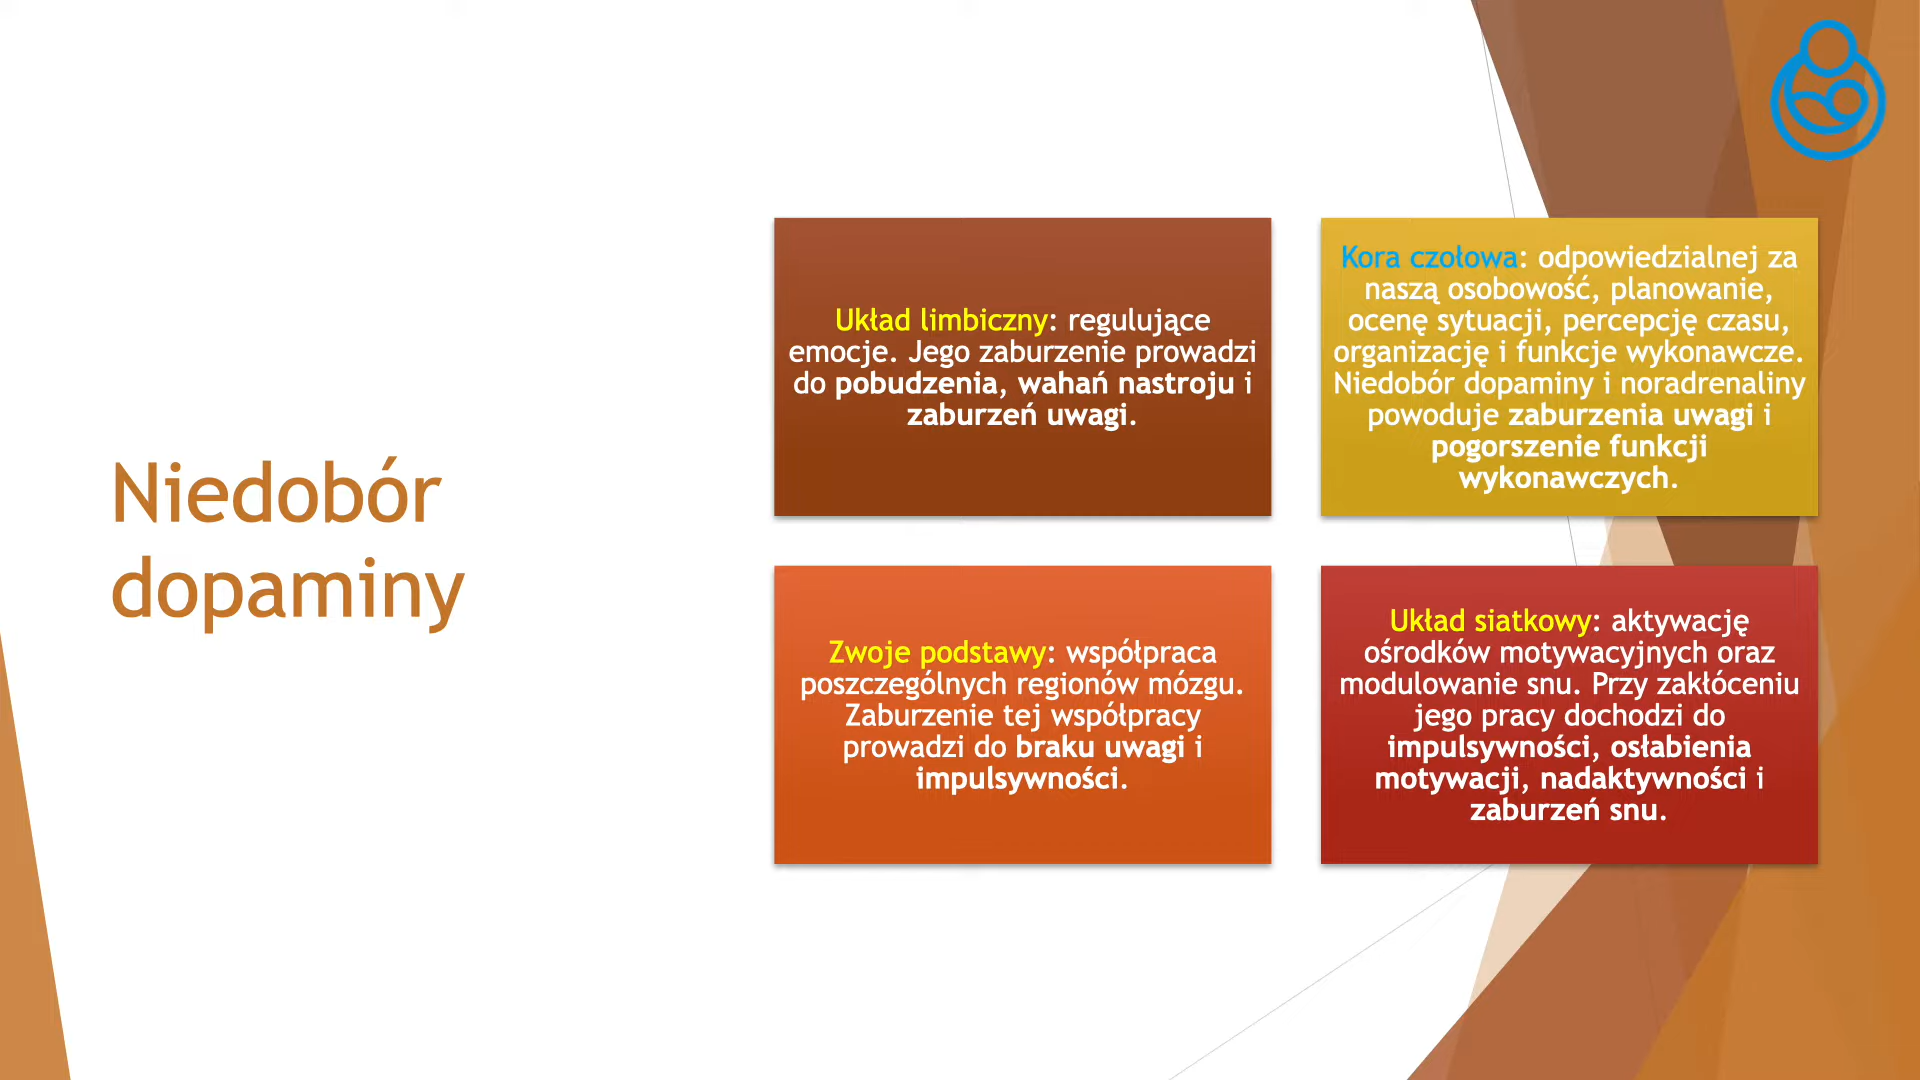 Niedobór
dopaminy
Układ limbiczny: regulujące
emocje. Jego zaburzenie prowadzi
do pobudzenia, wahań nastroju i
zaburzeń uwagi.
Kora czołowa: odpowiedzialnej za
naszą osobowość, planowanie,
ocenę sytuacji, percepcję czasu,
organizację i funkcje wykonawcze.
Niedobór dopaminy i noradrenaliny
powoduje zaburzenia uwagi i
pogorszenie funkcji
wykonawczych.
Zwoje podstawy: współpraca
poszczególnych regionów mózgu.
Zaburzenie tej współpracy
prowadzi do braku uwagi i
impulsywności.
Układ siatkowy: aktywację
ośrodków motywacyjnych oraz
modulowanie snu. Przy zakłóceniu
jego pracy dochodzi do
impulsywności, osłabienia
motywacji, nadaktywności i
zaburzeń snu.